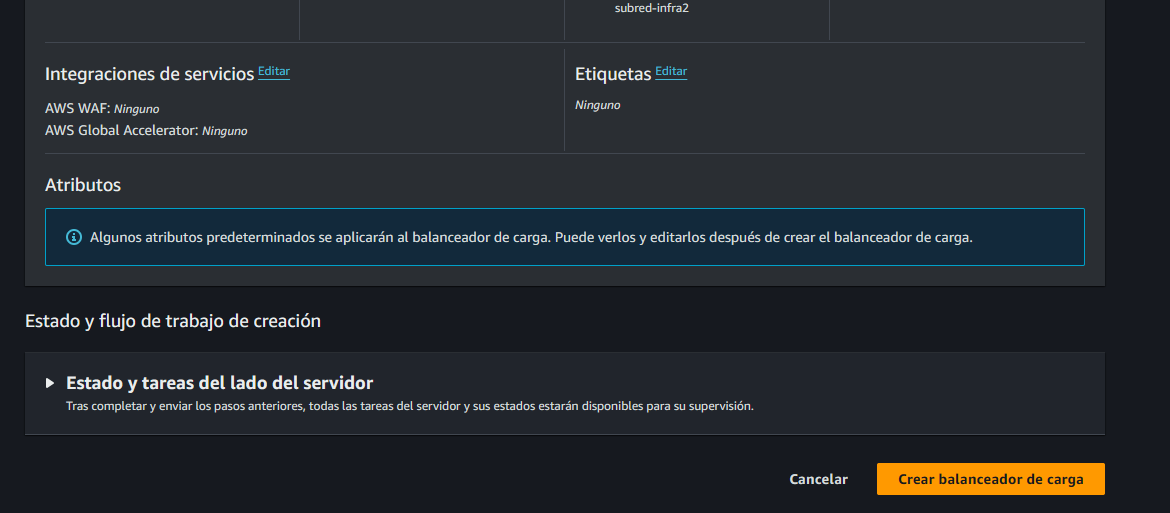 subred-infra2
Integraciones de servicios Editar
AWS WAF: Ninguno
AWS Global Accelerator: Ninguno
Etiquetas Editar
Ninguno
Atributos
Algunos atributos predeterminados se aplicarán al balanceador de carga. Puede verlos y editarlos después de crear el balanceador de carga.
Estado y flujo de trabajo de creación
Estado y tareas del lado del servidor
Tras completar y enviar los pasos anteriores, todas las tareas del servidor y sus estados estarán disponibles para su supervisión.
Cancelar
Crear balanceador de carga